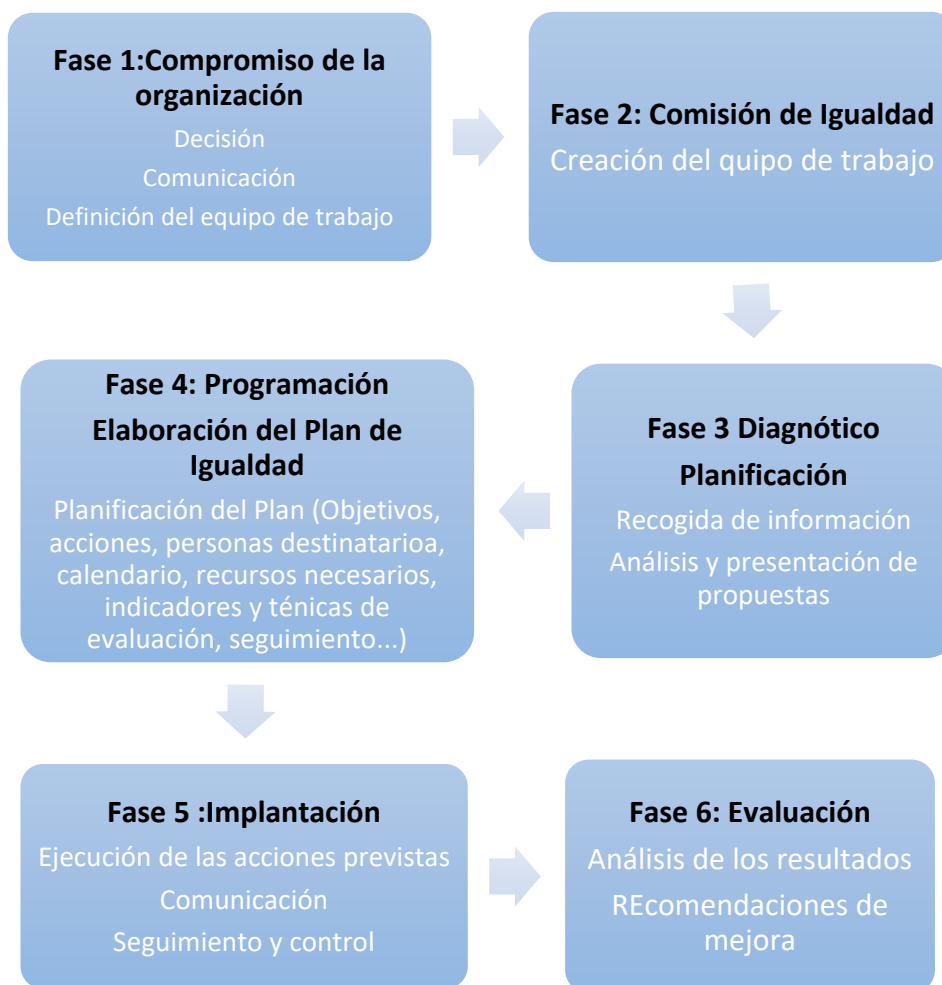 Fase 1:Compromiso de la
organización
Decisión
Comunicación
Definición del equipo de trabajo
Fase 2: Comisión de Igualdad
Creación del quipo de trabajo
Fase 3 Diagnótico
Planificación
Recogida de información
Análisis y presentación de
propuestas
Fase 4: Programación
Elaboración del Plan de
Igualdad
Planificación del Plan (Objetivos,
acciones, personas destinatarioa,
calendario, recursos necesarios,
indicadores y ténicas de
evaluación, seguimiento...)
Fase 5 :Implantación
Ejecución de las acciones previstas
Comunicación
Seguimiento y control
Fase 6: Evaluación
Análisis de los resultados
REcomendaciones de
mejora